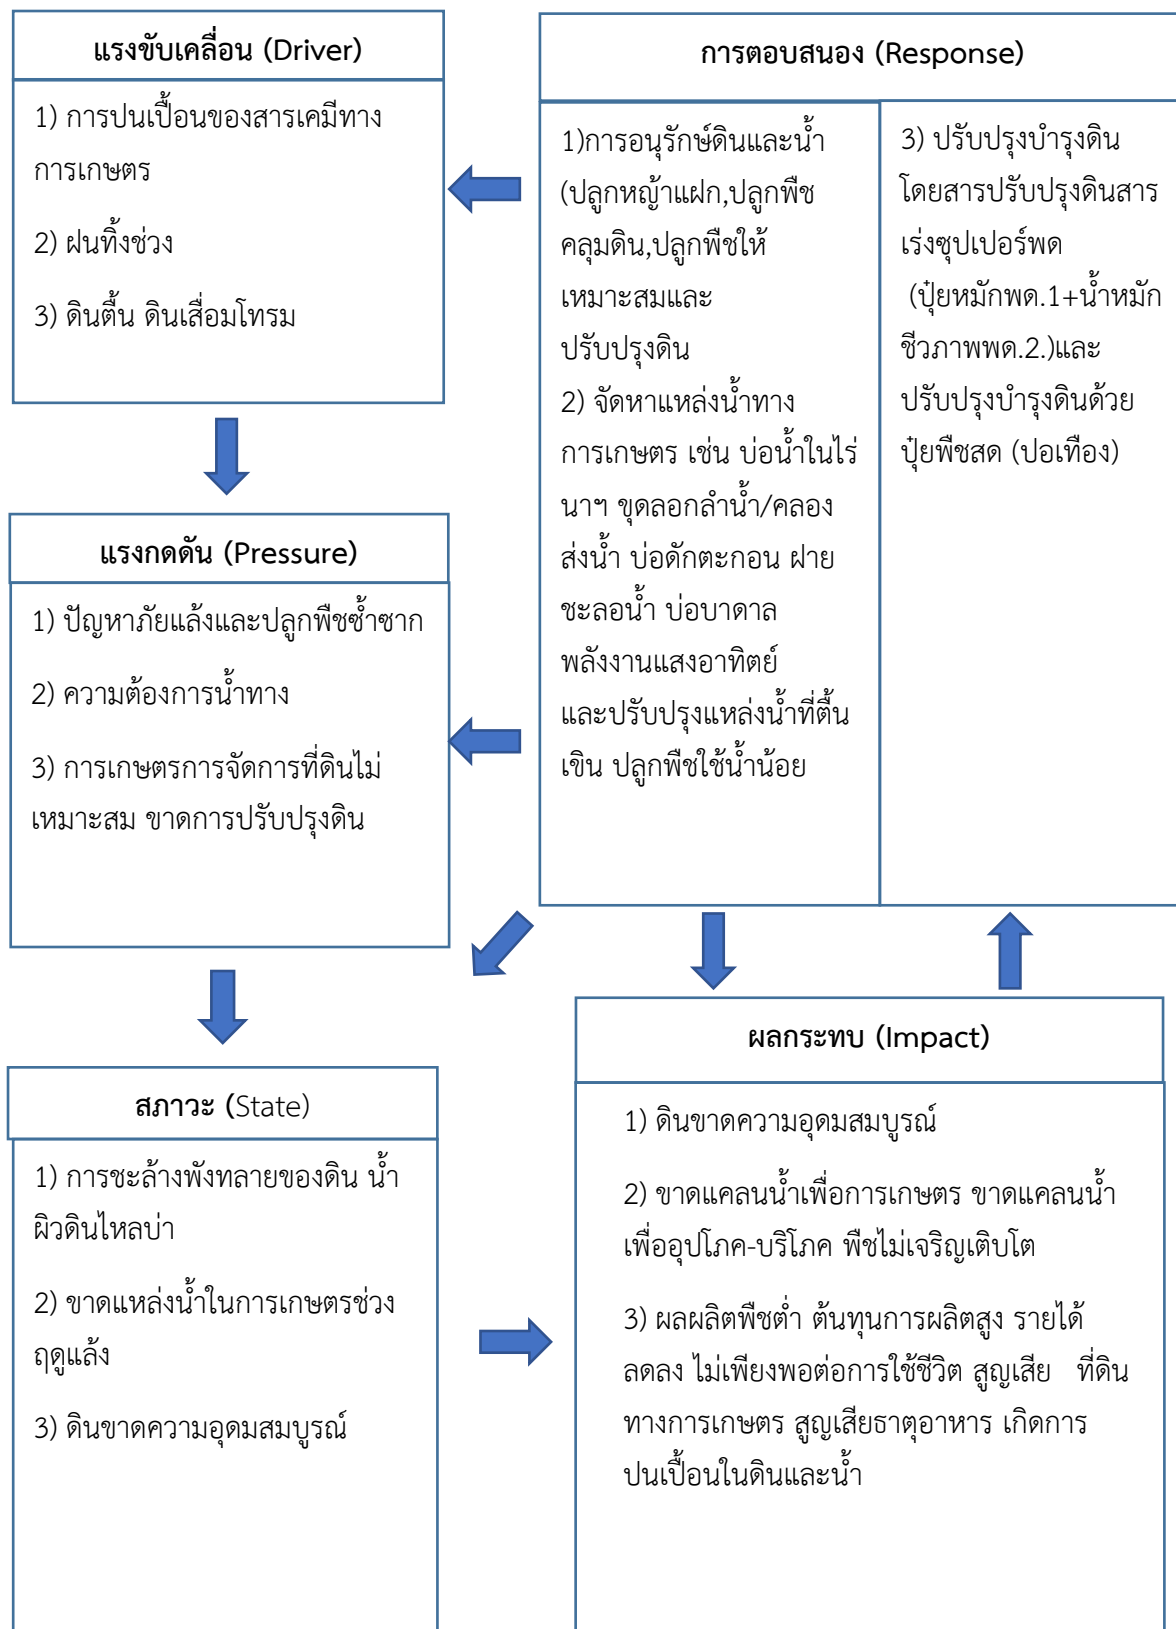 แรงขับเคลื่อน (Driver)
1) การปนเปื้อนของสารเคมีทาง
การเกษตร
2) ฝนทิ้งช่วง
3) ดินตื้น ดินเสื่อมโทรม
การตอบสนอง (Response)
1)การอนุรักษ์ดินและน้ำ
(ปลูกหญ้าแฝก,ปลูกพืช
คลุมดิน,ปลูกพืชให้
เหมาะสมและ
ปรับปรุงดิน
2) จัดหาแหล่งน้ำทาง
การเกษตร เช่น บ่อน้ำในไร่
นาฯ ขุดลอกลำน้ำ/คลอง
ส่งน้ำ บ่อดักตะกอน ฝาย
ชะลอน้ำ บ่อบาดาล
พลังงานแสงอาทิตย์
และปรับปรุงแหล่งน้ำที่ตื้น
เขิน ปลูกพืชใช้น้ำน้อย
3) ปรับปรุงบำรุงดิน
โดยสารปรับปรุงดินสาร
เร่งซุปเปอร์พด
(ปุ๋ยหมักพด.1+น้ำหมัก
ชีวภาพพด.2.)และ
ปรับปรุงบำรุงดินด้วย
ปุ๋ยพืชสด (ปอเทือง)
แรงกดดัน (Pressure)
1) ปัญหาภัยแล้งและปลูกพืชซ้ำซาก
2) ความต้องการน้ำทาง
3) การเกษตรการจัดการที่ดินไม่
เหมาะสม ขาดการปรับปรุงดิน
สภาวะ (State)
1) การชะล้างพังทลายของดิน น้ำ
ผิวดินไหลบ่า
2) ขาดแหล่งน้ำในการเกษตรช่วง
ฤดูแล้ง
3) ดินขาดความอุดมสมบูรณ์
ผลกระทบ (Impact)
1) ดินขาดความอุดมสมบูรณ์
2) ขาดแคลนน้ำเพื่อการเกษตร ขาดแคลนน้ำ
เพื่ออุปโภค-บริโภค พืชไม่เจริญเติบโต
3) ผลผลิตพืชต่ำ ต้นทุนการผลิตสูง รายได้
ลดลง ไม่เพียงพอต่อการใช้ชีวิต สูญเสีย ที่ดิน
ทางการเกษตร สูญเสียธาตุอาหาร เกิดการ
ปนเปื้อนในดินและน้ำ